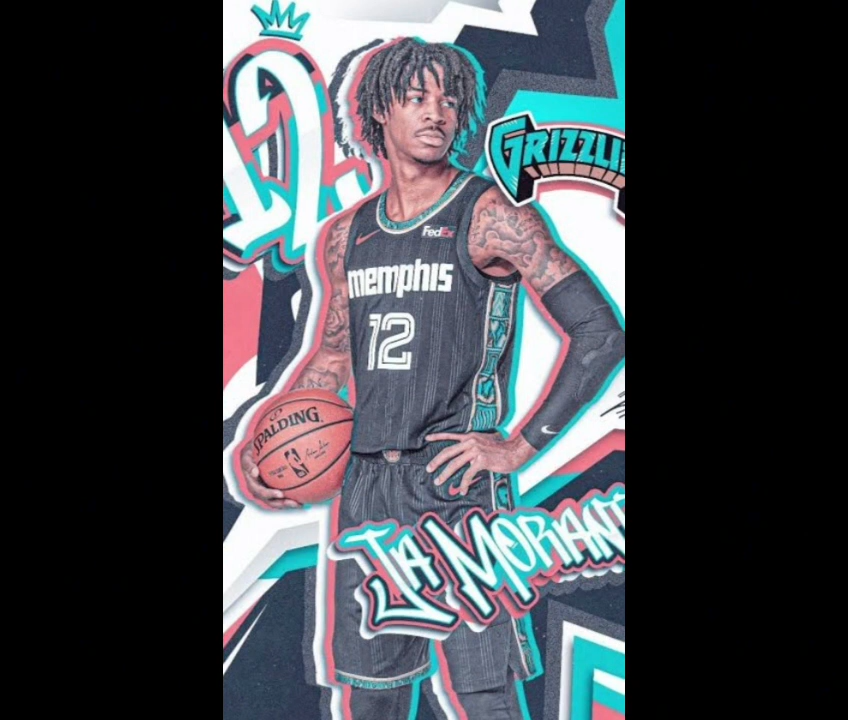 12
GRIZZLI
FedEx
memphis
12
SPALDING
JA MORANT